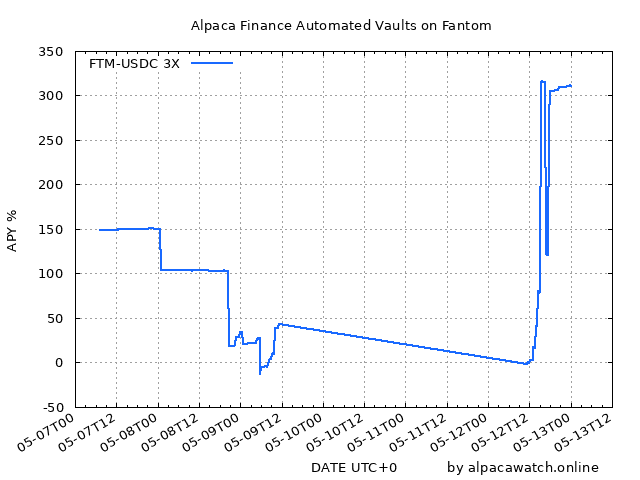 Alpaca Finance Automated Vaults on Fantom
FTM-USDC 3X
APY %
350
300
250
200
150
100
50
0
-50
05-07T00
05-07T12
05-08T00
05-08T12
05-09T00
05-09T12
05-10T00
05-10T12
05-11T00
05-11T12
05-12T00
05-12T12
05-13T00
05-13T12
DATE UTC+0
by alpacawatch.online